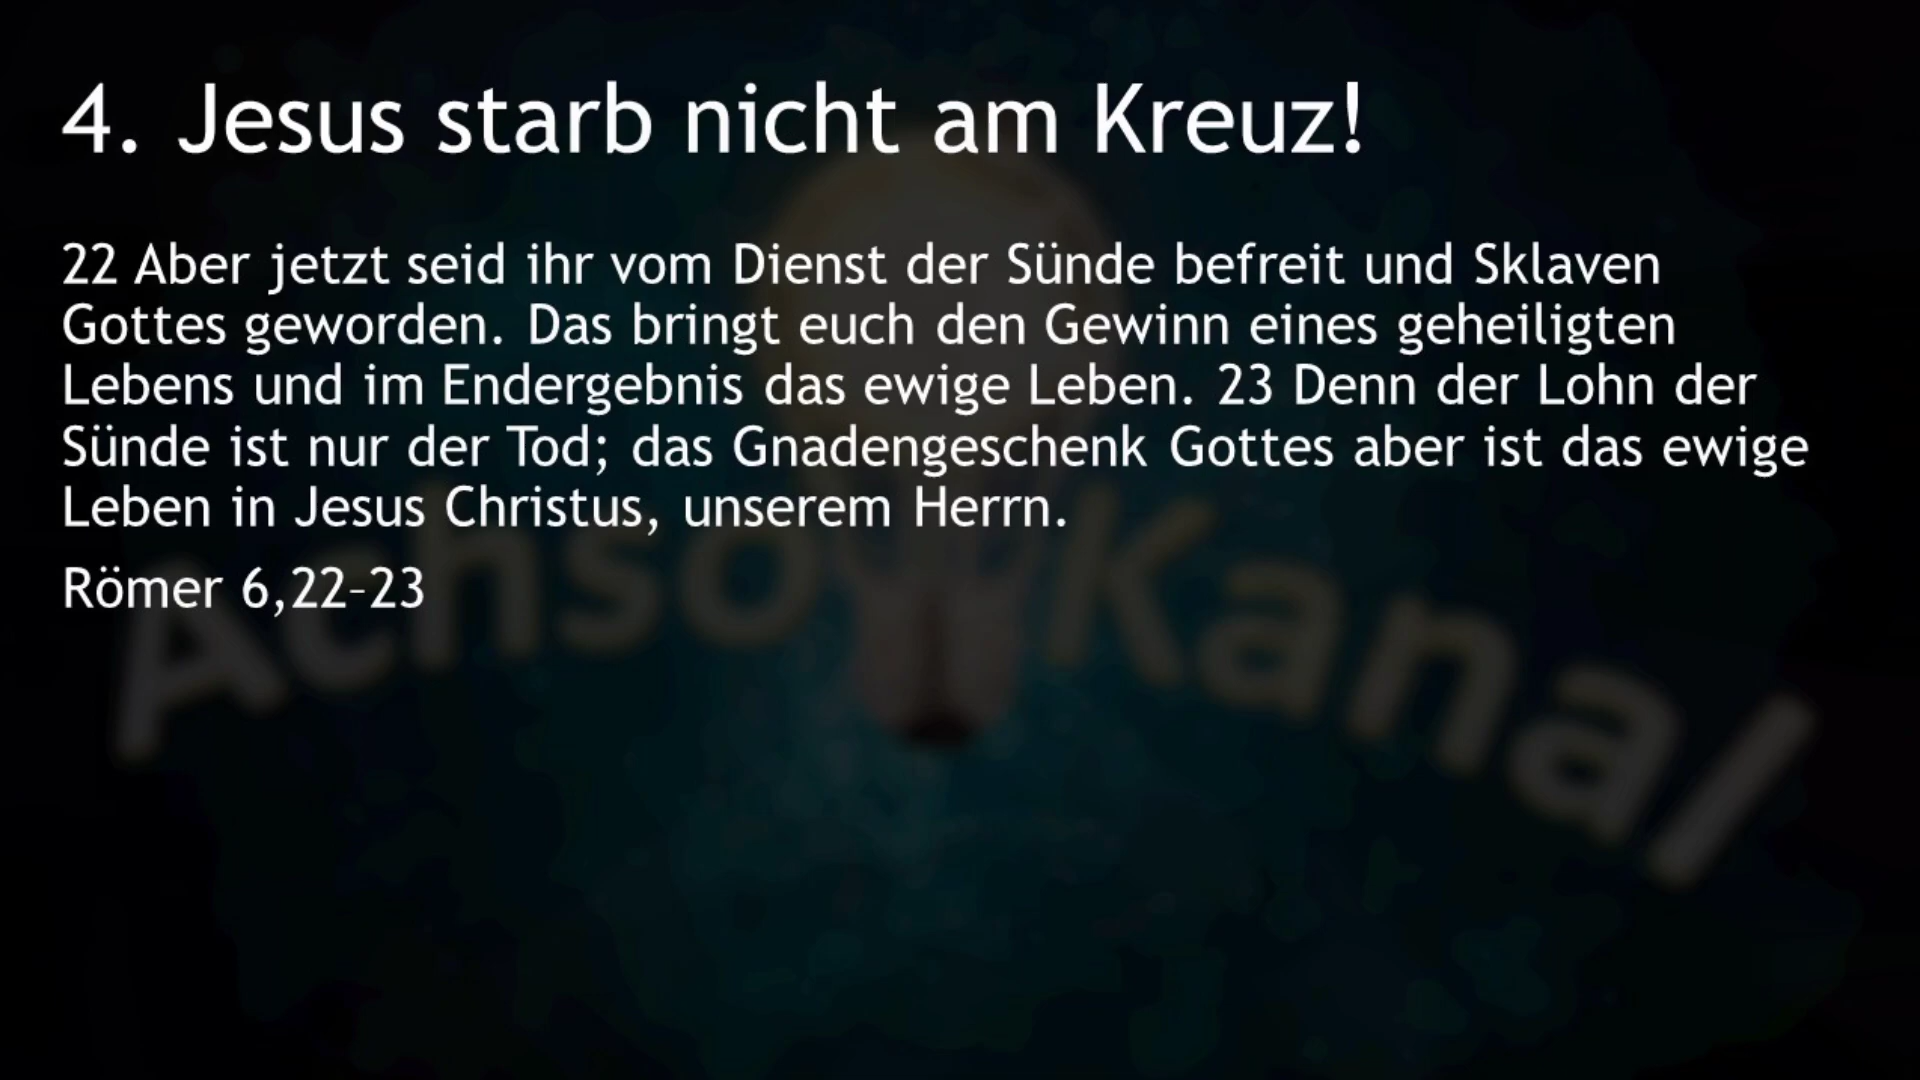 4. Jesus starb nicht am Kreuz!
22 Aber jetzt seid ihr vom Dienst der Sünde befreit und Sklaven
Gottes geworden. Das bringt euch den Gewinn eines geheiligten
Lebens und im Endergebnis das ewige Leben. 23 Denn der Lohn der
Sünde ist nur der Tod; das Gnadengeschenk Gottes aber ist das ewige
Leben in Jesus Christus, unserem Herrn.
Römer 6,22–23
Achso Kanal